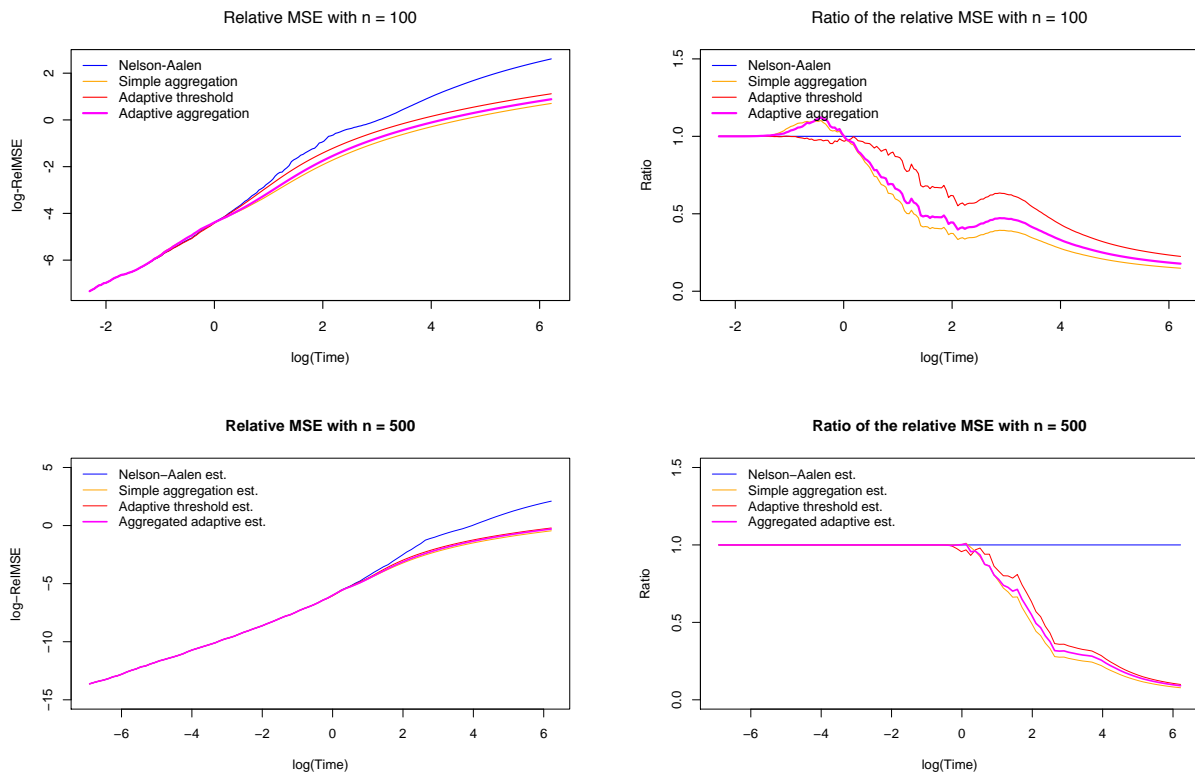 Relative MSE with n = 100
Nelson-Aalen
Simple aggregation
Adaptive threshold
Adaptive aggregation
log-RelMSE
2
0
-2
-4
-6
-2 0 2 4 6
log(Time)
Ratio of the relative MSE with n = 100
Nelson-Aalen
Simple aggregation
Adaptive threshold
Adaptive aggregation
Ratio
1.5
1.0
0.5
0.0
-2 0 2 4 6
log(Time)
Relative MSE with n = 500
Nelson−Aalen est.
Simple aggregation est.
Adaptive threshold est.
Aggregated adaptive est.
log−RelMSE
5
0
−5
−10
−15
−6 −4 −2 0 2 4 6
log(Time)
Ratio of the relative MSE with n = 500
Nelson−Aalen est.
Simple aggregation est.
Adaptive threshold est.
Aggregated adaptive est.
Ratio
1.5
1.0
0.5
0.0
−6 −4 −2 0 2 4 6
log(Time)